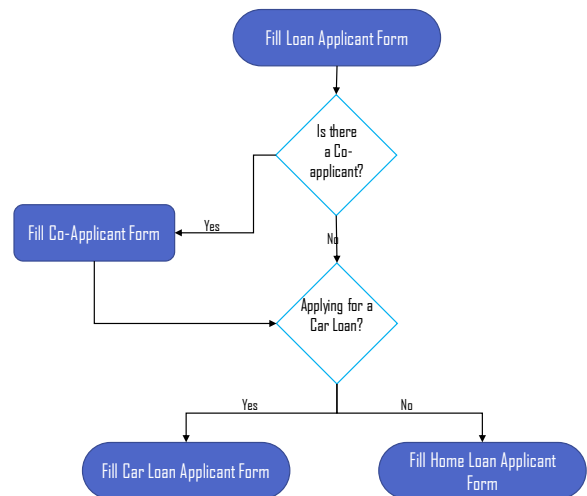 Fill Loan Applicant Form
Is there
a Co-
applicant?
Yes
Fill Co-Applicant Form
No
Applying for a
Car Loan?
Yes
No
Fill Car Loan Applicant Form
Fill Home Loan Applicant
Form